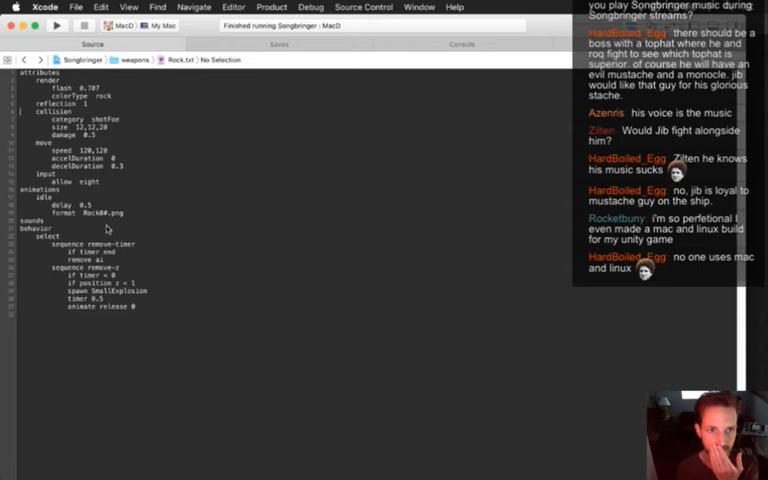 Xcode File Edit View Find Navigate Editor Product Debug Source Control Window Help
MacD My Mac
Finished running Songbringer : MacD
Source Saves Console
Songbringer weapons Rock.txt No Selection
attributes
render
flash 0.707
colorType rock
reflection 1
collision
category shotFoe
size 12,12,20
damage 0.5
move
speed 120,120
accelDuration 0
decelDuration 0.3
input
allow eight
animations
idle
delay 0.5
format Rock0#.png
sounds
behavior
select
sequence remove-timer
if timer end
remove ai
sequence remove-z
if timer < 0
if position z < 1
spawn SmallExplosion
timer 0.5
animate release 0
you play Songbringer music during
Songbringer streams?
HardBoiled_Egg there should be a
boss with a tophat where he and
roq fight to see which tophat is
superior. of course he will have an
evil mustache and a monocle. jib
would like that guy for his glorious
stache.
Azenris his voice is the music
Zilten: Would Jib fight alongside
him?
HardBoiled_Egg Zilten he knows
his music sucks
HardBoiled_Egg no, jib is loyal to
mustache guy on the ship.
Rocketbuny i'm so perfetional I
even made a mac and linux build
for my unity game
HardBoiled_Egg no one uses mac
and linux